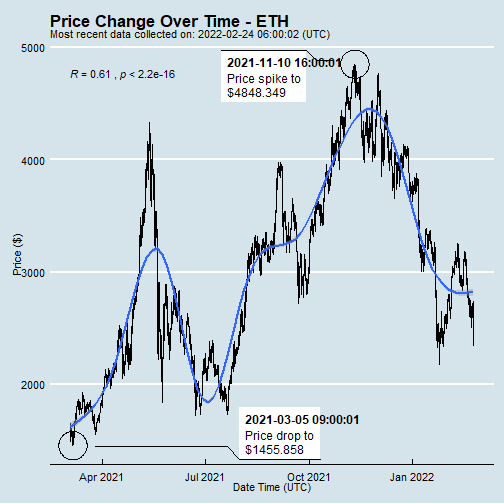 Price Change Over Time - ETH
Most recent data collected on: 2022-02-24 06:00:02 (UTC)
5000
2021-11-10 16:00:01
Price spike to
$4848.349
R = 0.61 , p < 2.2e-16
4000
Price ($)
3000
2000
2021-03-05 09:00:01
Price drop to
$1455.858
Apr 2021
Jul 2021
Oct 2021
Jan 2022
Date Time (UTC)